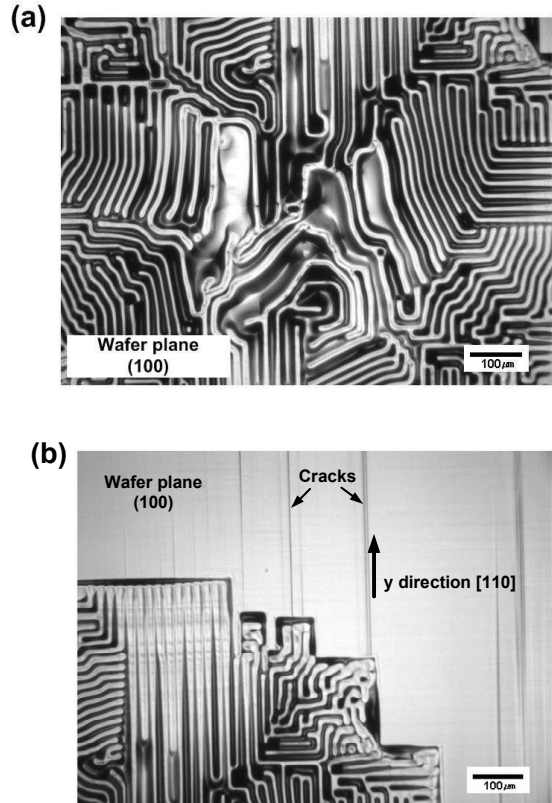 (a)
Wafer plane
(100)
100㎛
(b)
Wafer plane
(100)
Cracks
y direction [110]
100㎛